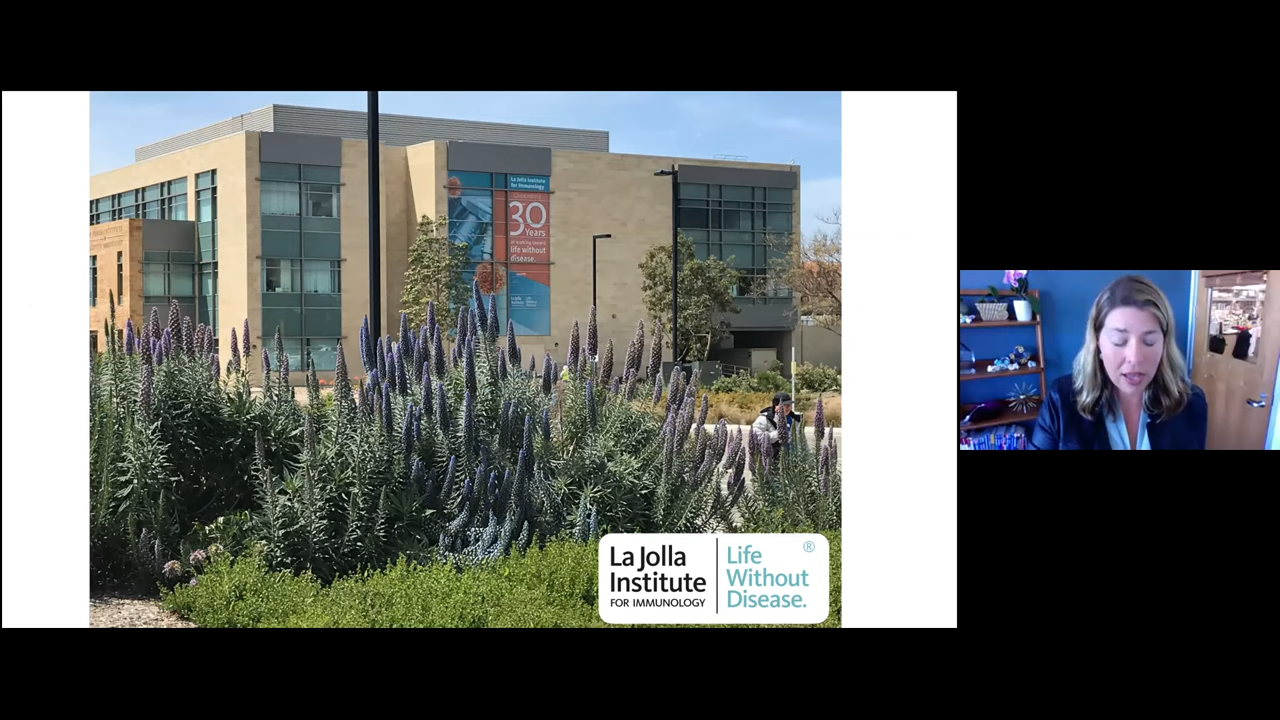 La Jolla Institute
for Immunology
30
Years
of working toward
life without
disease.
La Jolla
Institute
FOR IMMUNOLOGY
Life
Without
Disease.
®